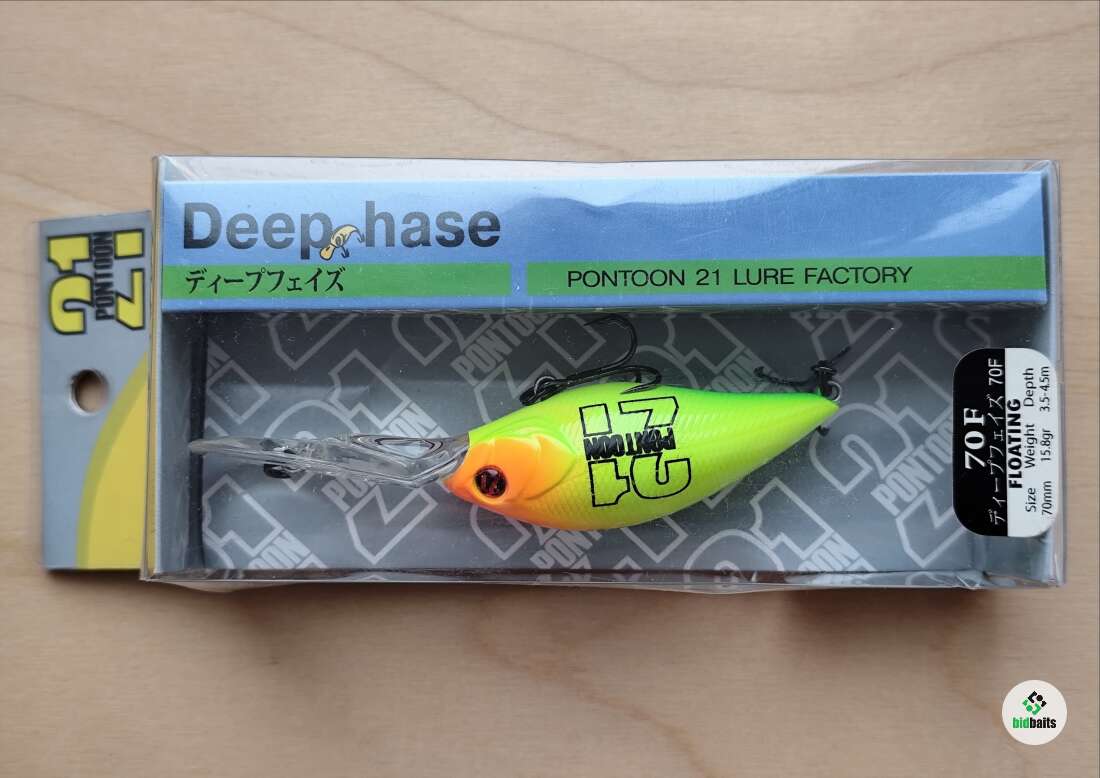 Deep hase
ディープフェイズ
PONTOON 21 LURE FACTORY
PONTOON
21
PONTOON
21
70F
ディープフェイズ 70F
FLOATING
Size Weight Depth
70mm 15.8gr 3.5-4.5m
PONTOON
21
bidbaits